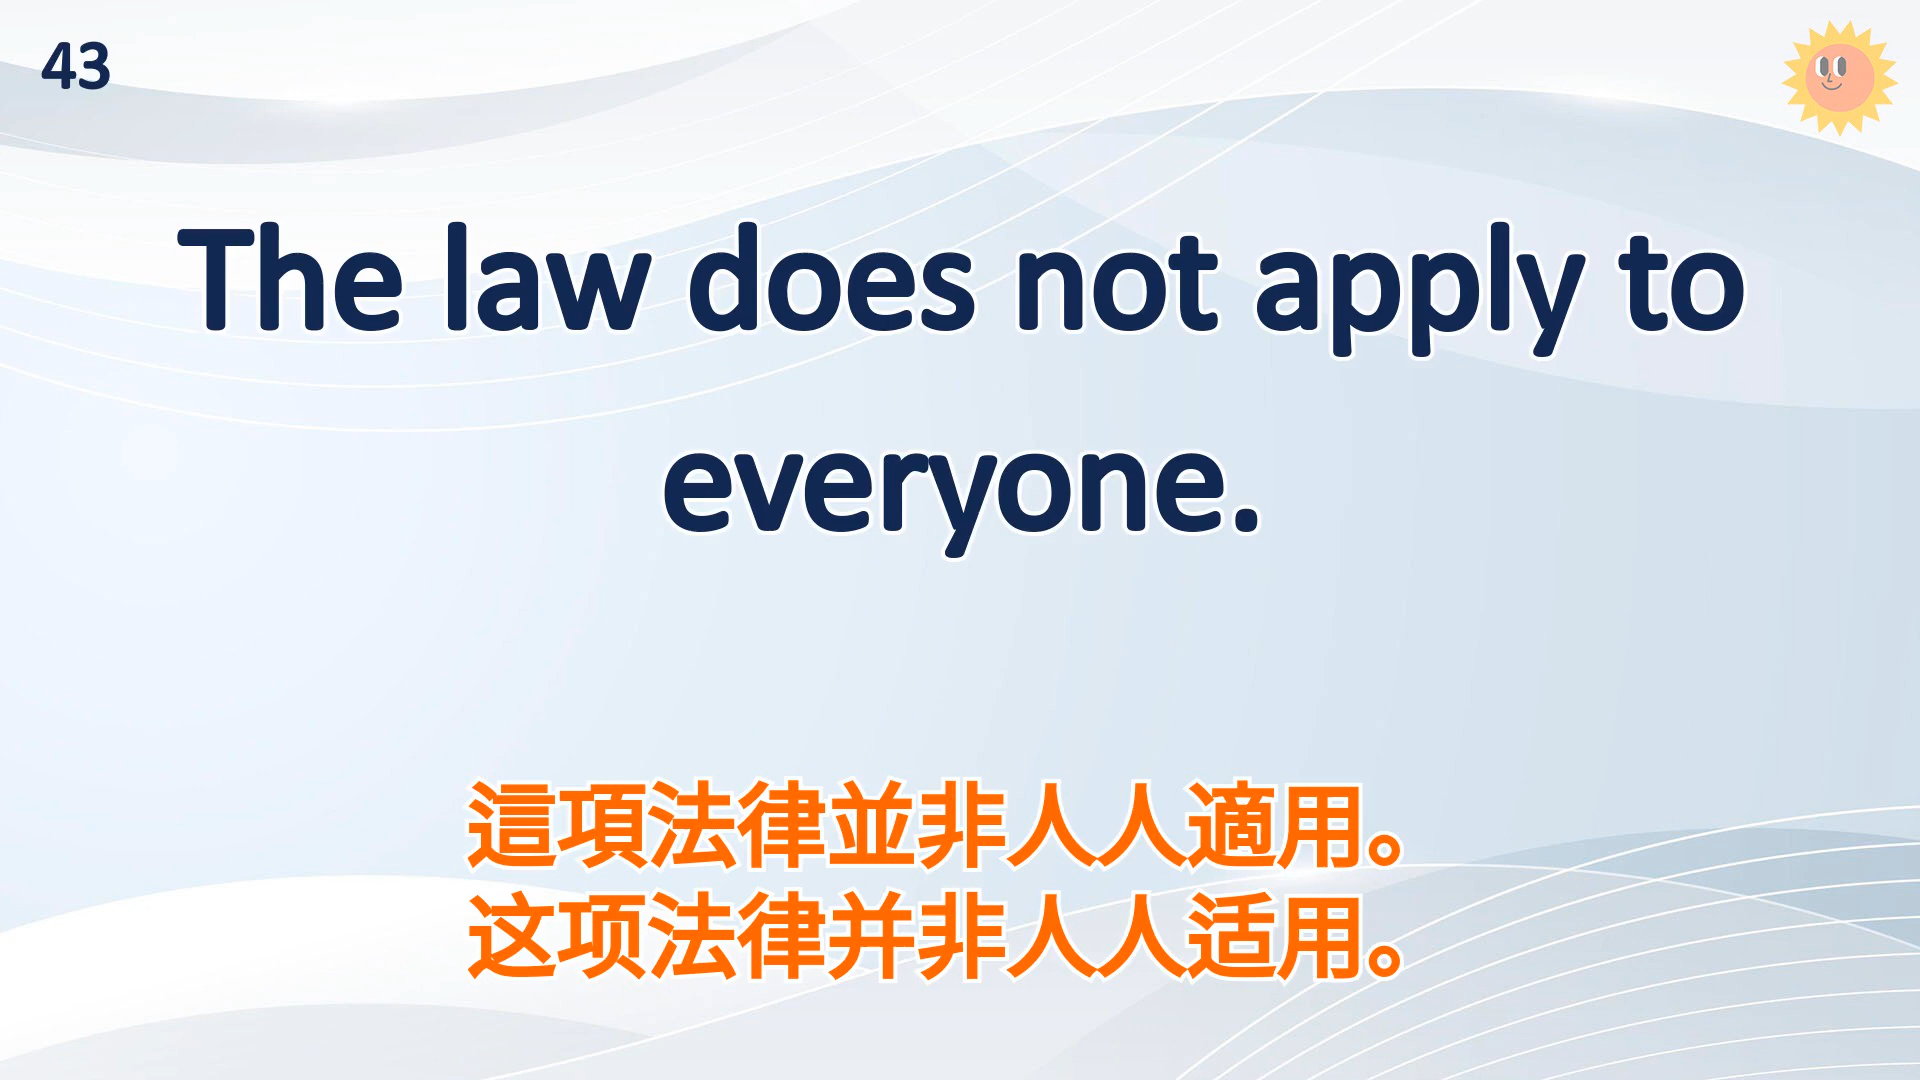 43
The law does not apply to
everyone.
這項法律並非人人適用。
这项法律并非人人适用。